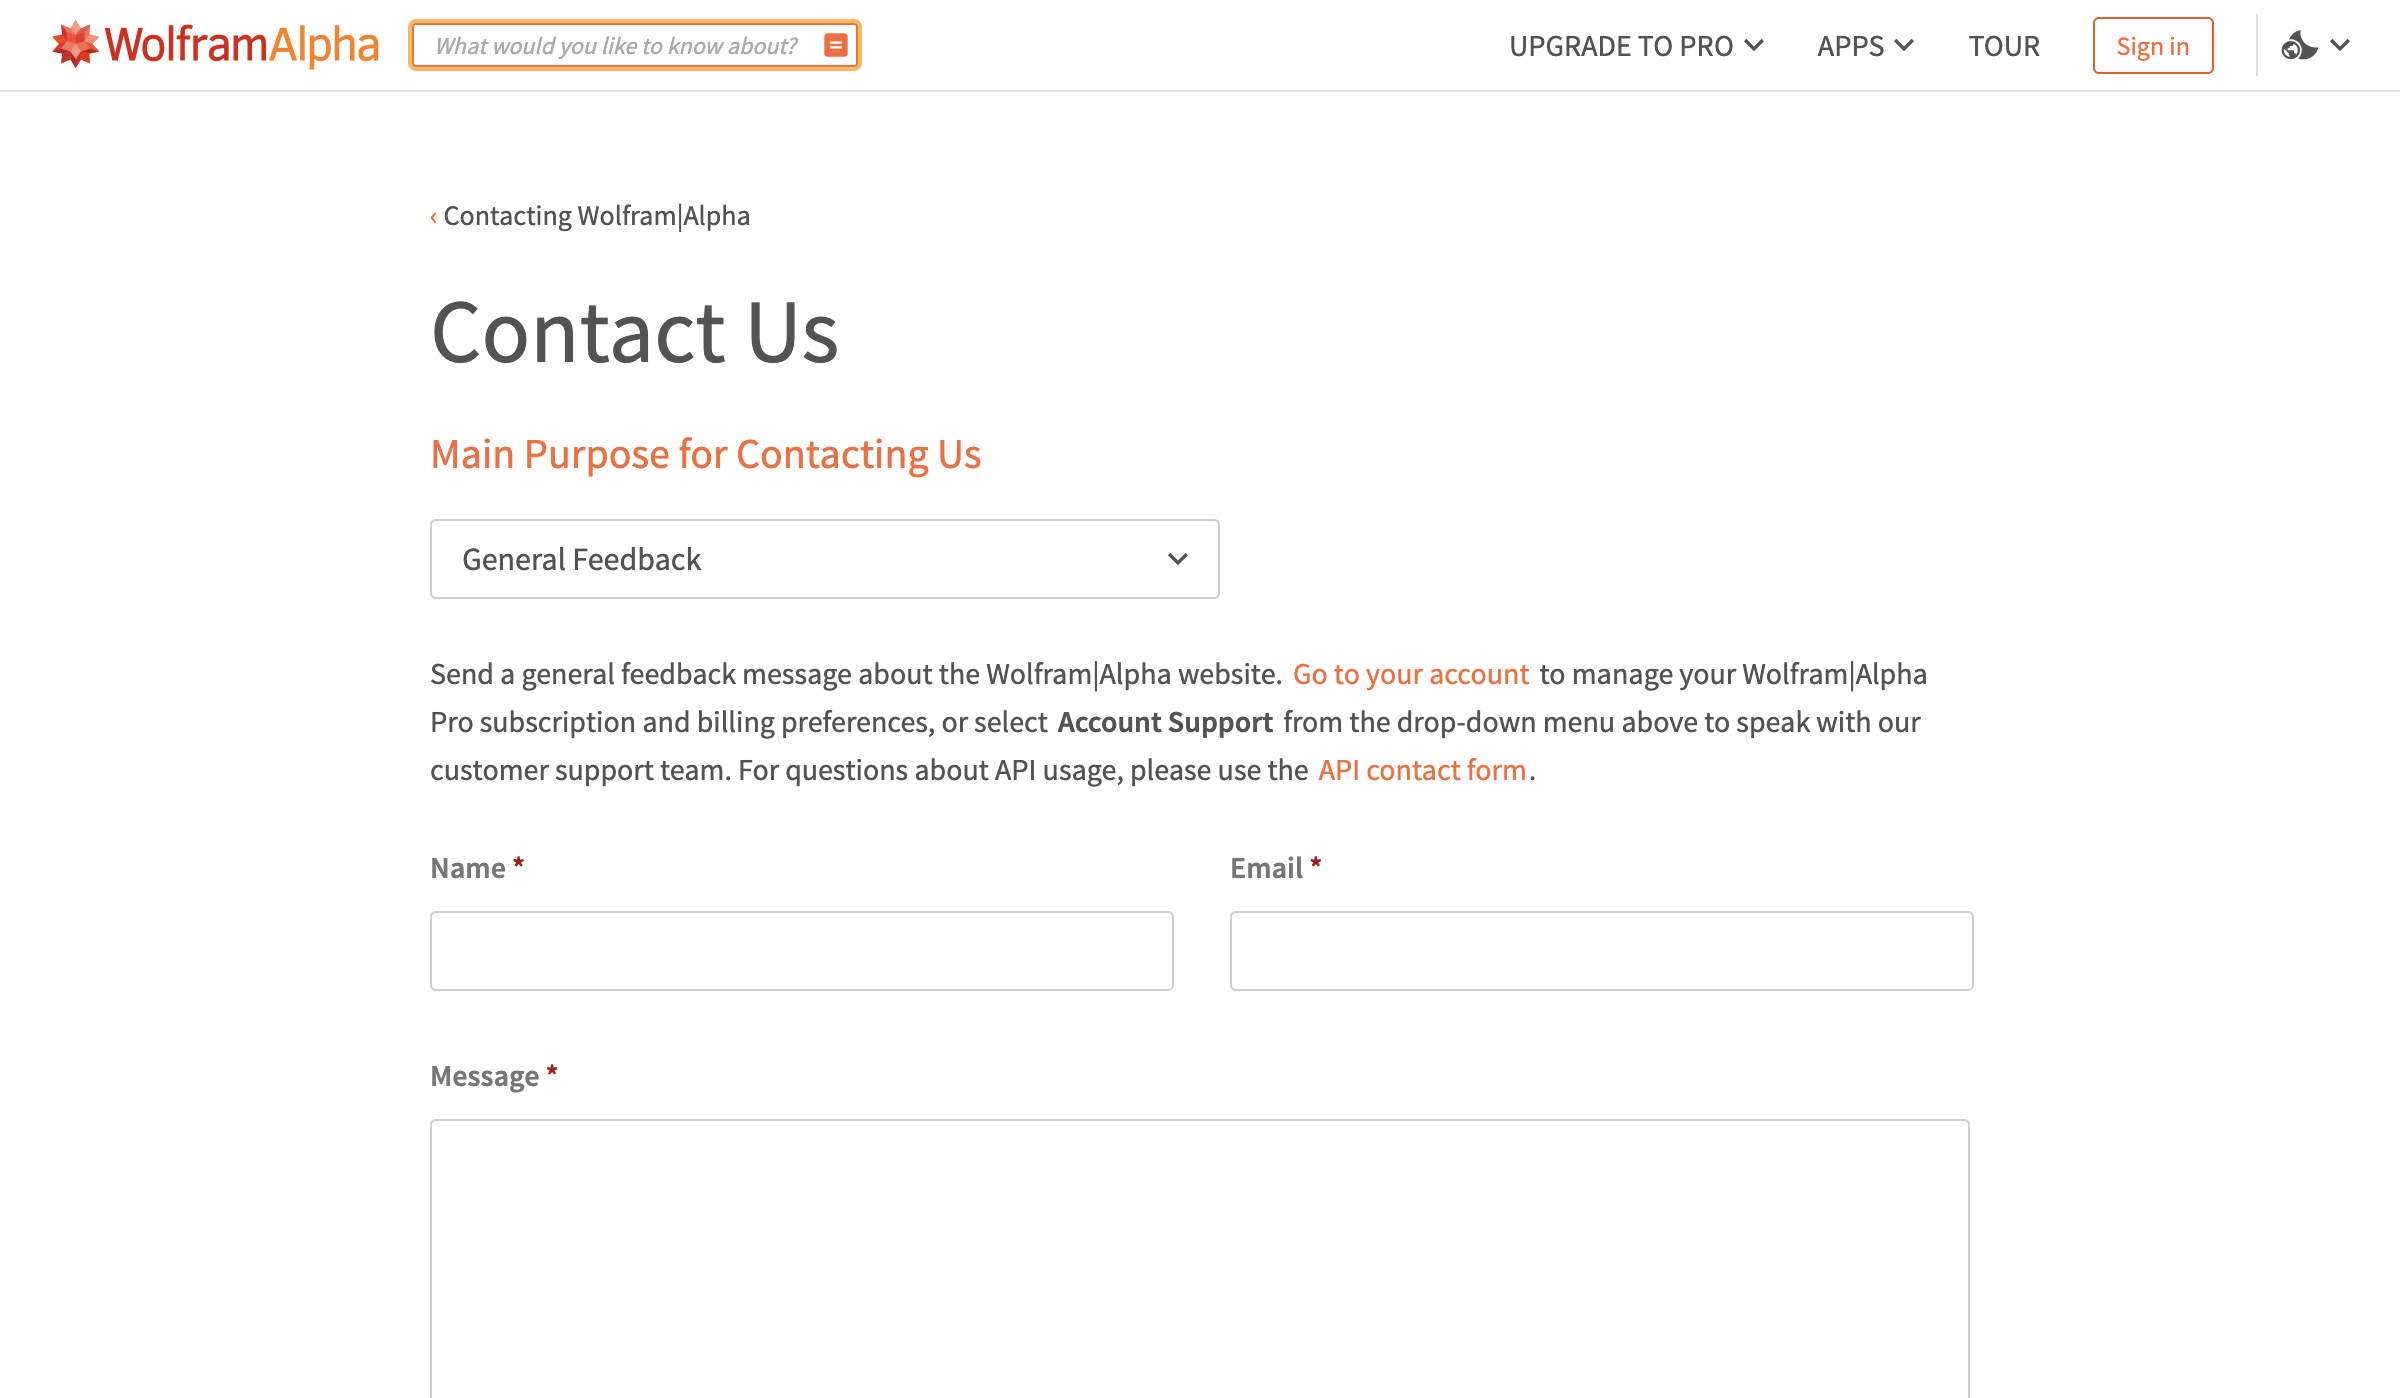 WolframAlpha
What would you like to know about?
UPGRADE TO PRO
APPS
TOUR
Sign in
‹ Contacting Wolfram|Alpha
Contact Us
Main Purpose for Contacting Us
General Feedback
Send a general feedback message about the Wolfram|Alpha website. Go to your account to manage your Wolfram|Alpha
Pro subscription and billing preferences, or select Account Support from the drop-down menu above to speak with our
customer support team. For questions about API usage, please use the API contact form.
Name *
Email *
Message *